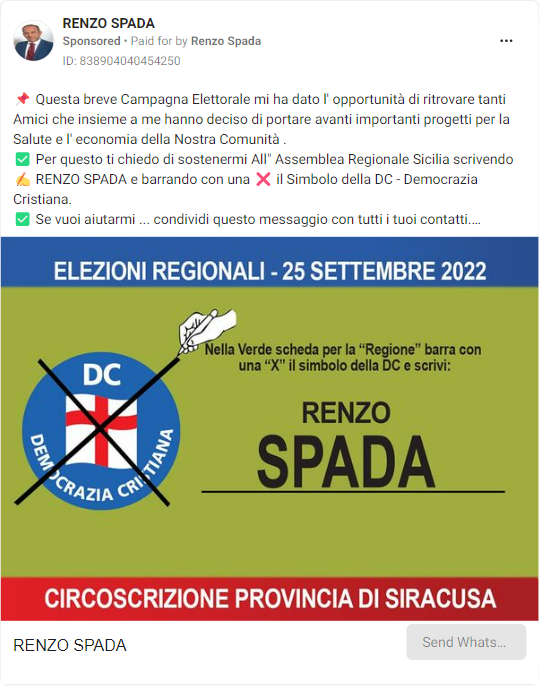 RENZO SPADA
Sponsored • Paid for by Renzo Spada
ID: 838904040454250
📌 Questa breve Campagna Elettorale mi ha dato l' opportunità di ritrovare tanti
Amici che insieme a me hanno deciso di portare avanti importanti progetti per la
Salute e l' economia della Nostra Comunità .
✅ Per questo ti chiedo di sostenermi All" Assemblea Regionale Sicilia scrivendo
✍️ RENZO SPADA e barrando con una ❌ il Simbolo della DC - Democrazia
Cristiana.
✅ Se vuoi aiutarmi ... condividi questo messaggio con tutti i tuoi contatti....
ELEZIONI REGIONALI - 25 SETTEMBRE 2022
Nella Verde scheda per la “Regione” barra con
una “X” il simbolo della DC e scrivi:
DC
DEMOCRAZIA CRISTIANA
RENZO
SPADA
CIRCOSCRIZIONE PROVINCIA DI SIRACUSA
RENZO SPADA
Send Whats...